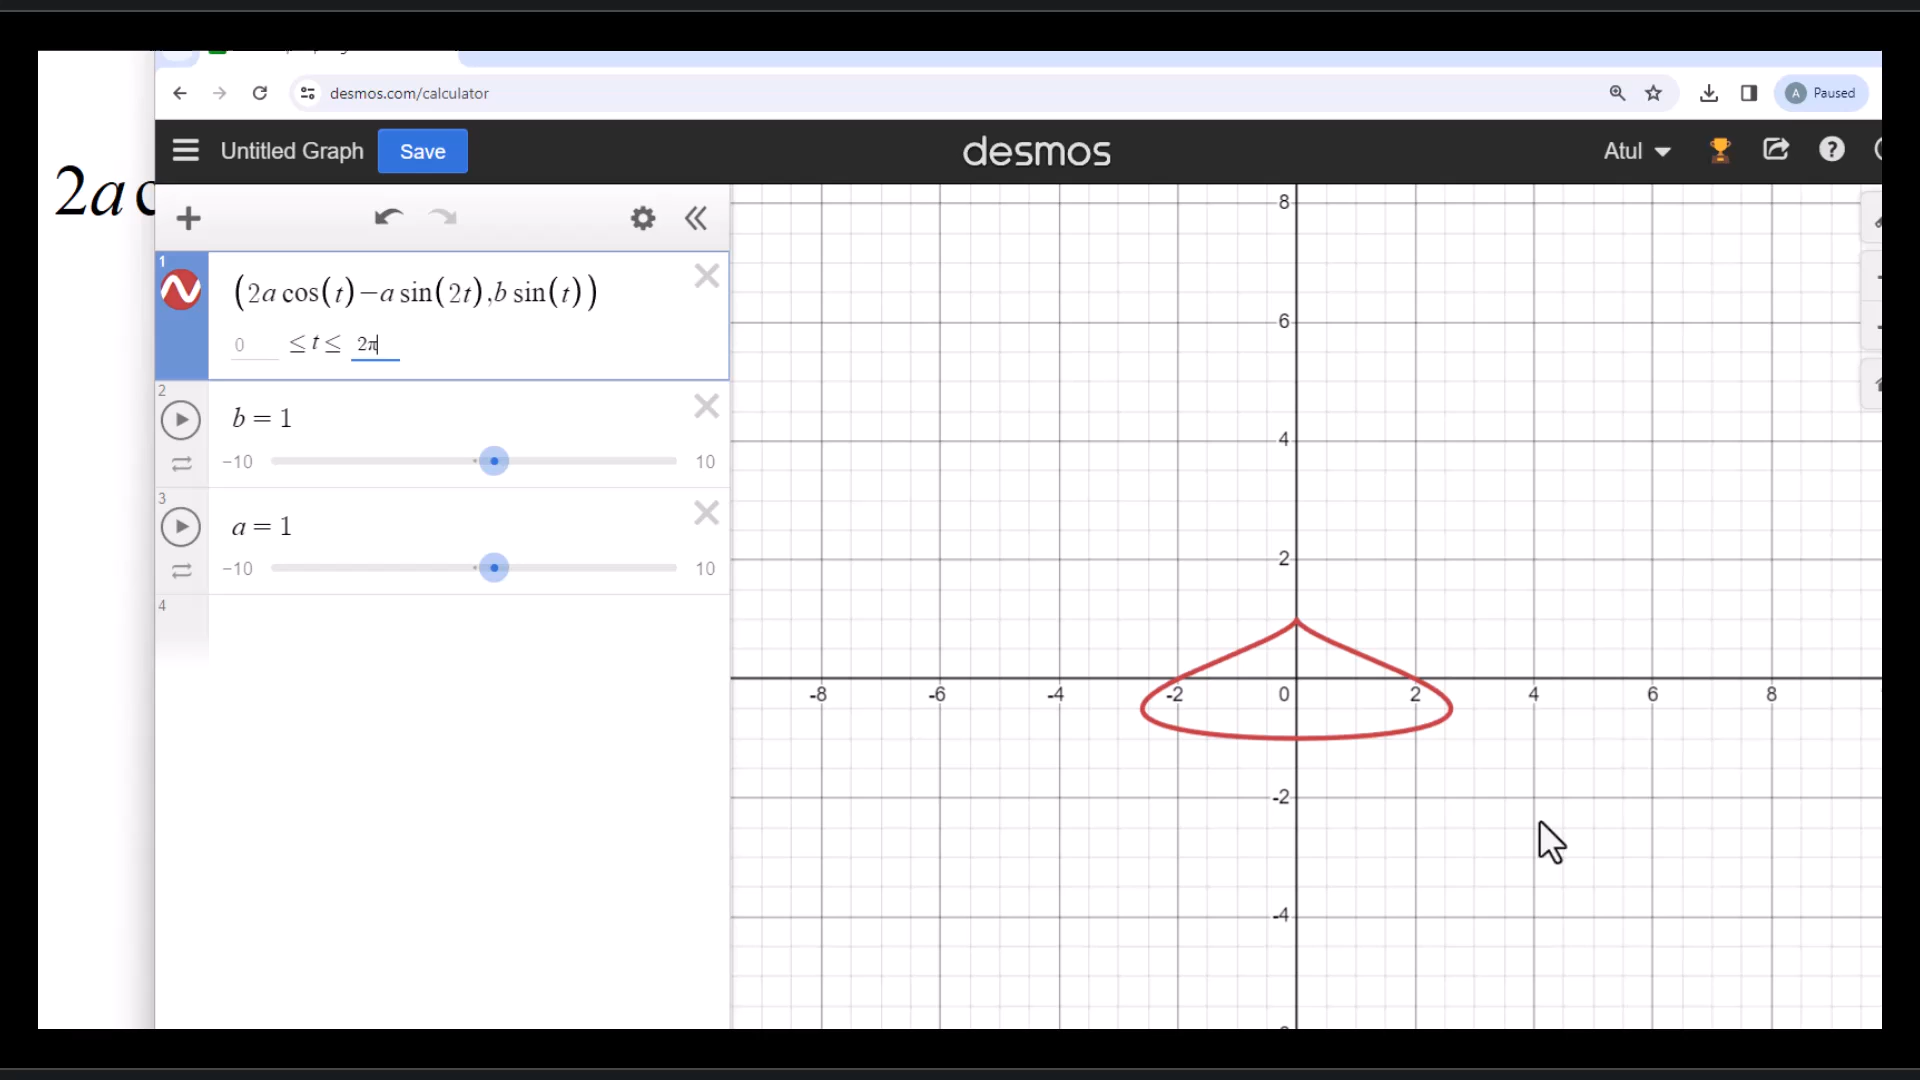 desmos.com/calculator
A Paused
Untitled Graph
Save
desmos
Atul
?
2a c
1
(2a cos(t)−a sin(2t),b sin(t))
0 ≤ t ≤ 2π
2
b = 1
−10 10
3
a = 1
−10 10
4
8
6
4
2
-8 -6 -4 -2 0 2 4 6 8
-2
-4